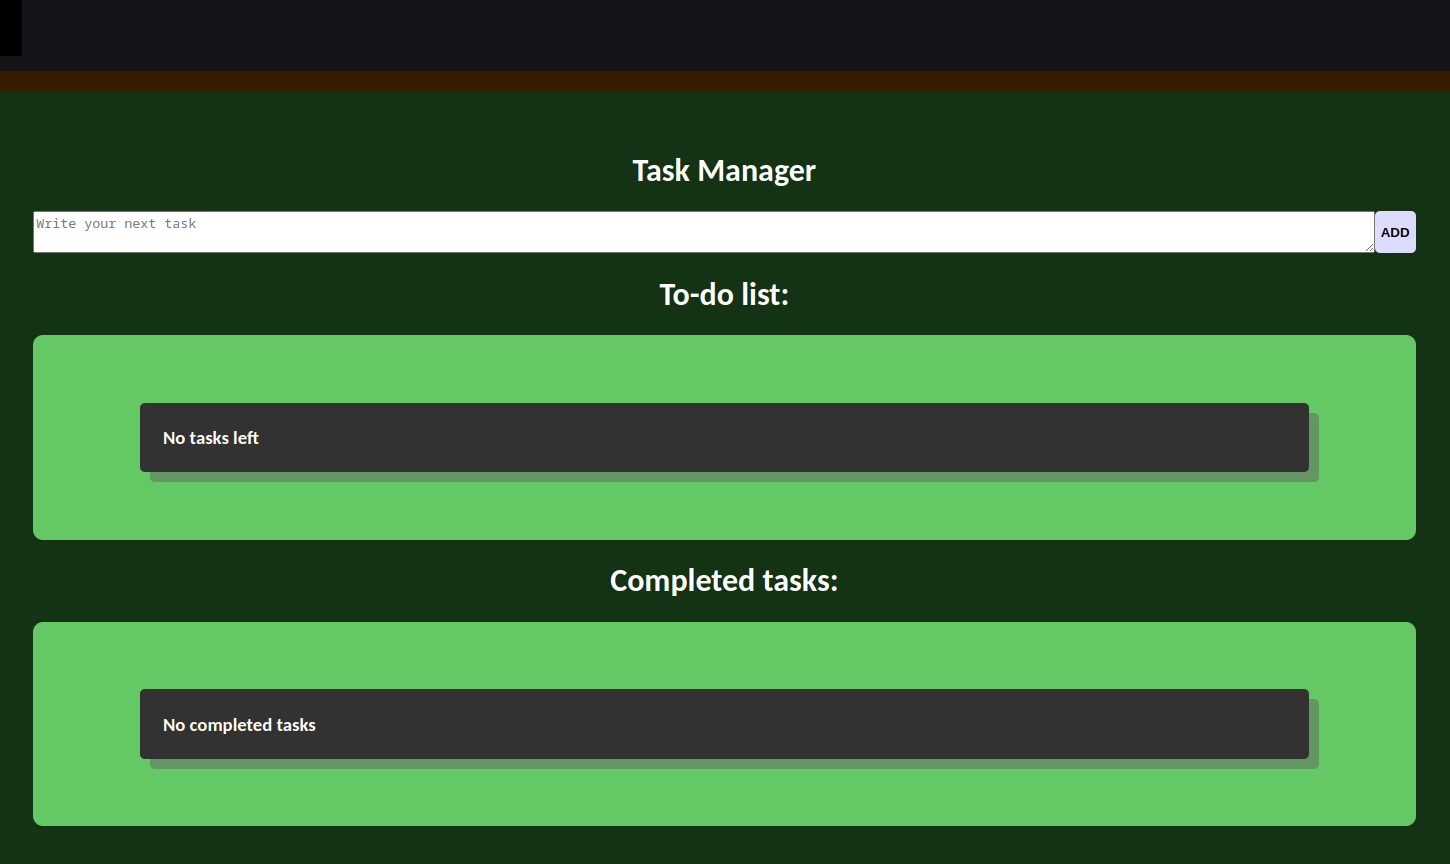 Task Manager
Write your next task
ADD
To-do list:
No tasks left
Completed tasks:
No completed tasks